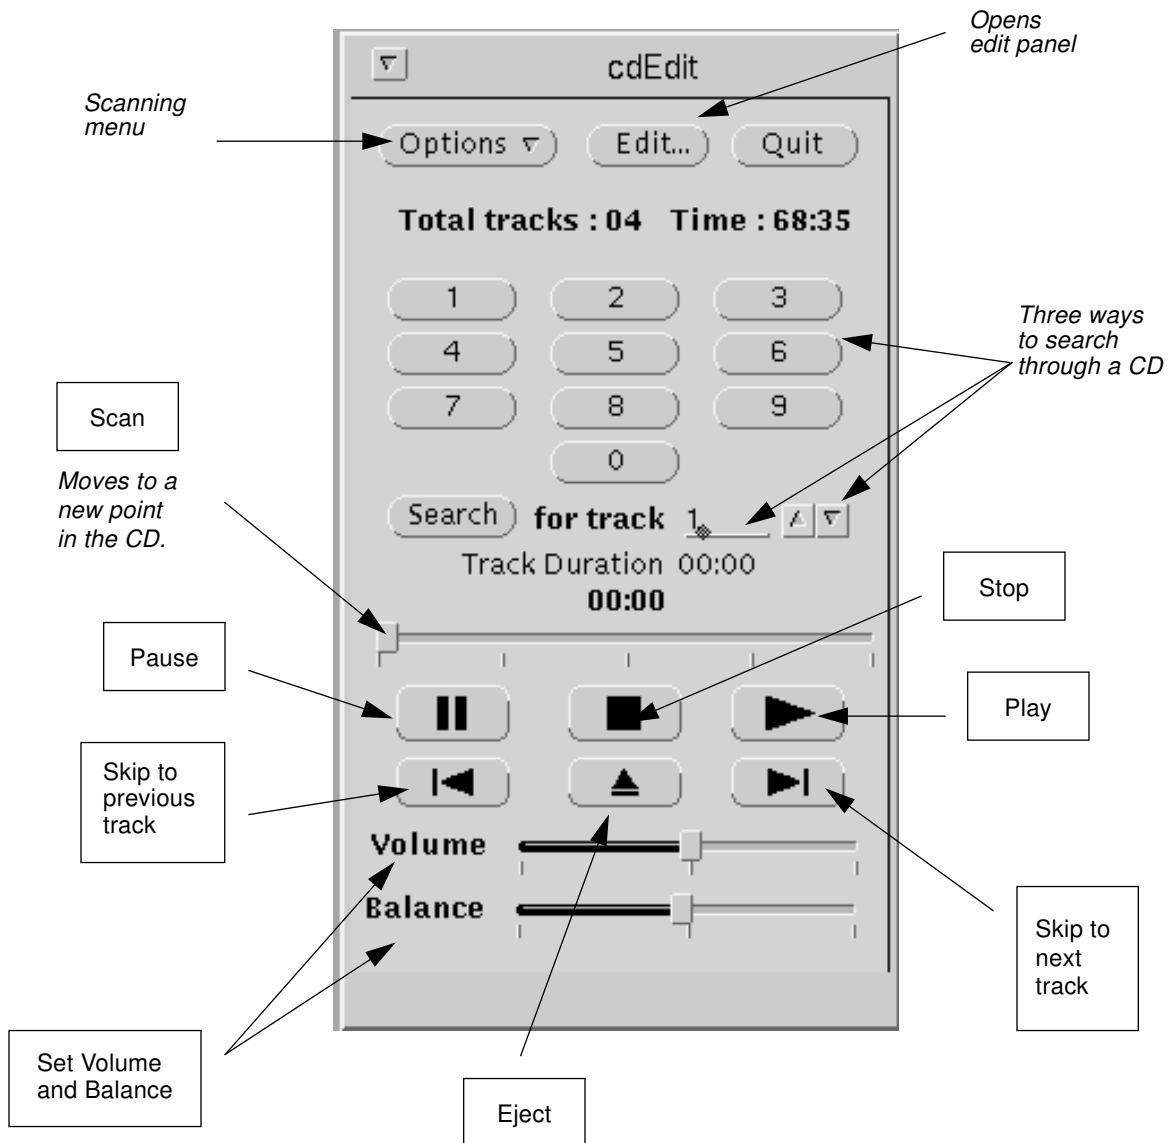 Opens
edit panel
cdEdit
Scanning
menu
Options
Edit...
Quit
Total tracks : 04 Time : 68:35
1
2
3
4
5
6
7
8
9
0
Three ways
to search
through a CD
Scan
Moves to a
new point
in the CD.
Search for track 1
Track Duration 00:00
00:00
Stop
Pause
Play
Skip to
previous
track
Volume
Balance
Skip to
next
track
Set Volume
and Balance
Eject